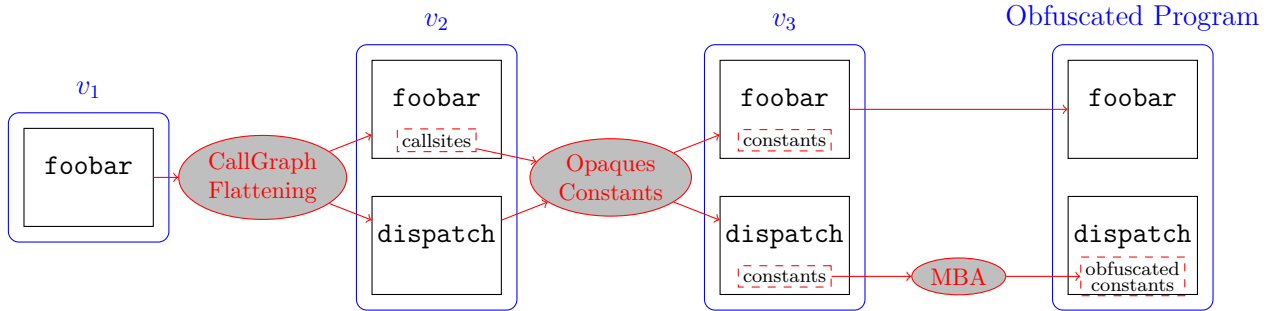 v1
foobar
CallGraph
Flattening
v2
foobar
callsites
dispatch
Opaques
Constants
v3
foobar
constants
dispatch
constants
MBA
Obfuscated Program
foobar
dispatch
obfuscated
constants